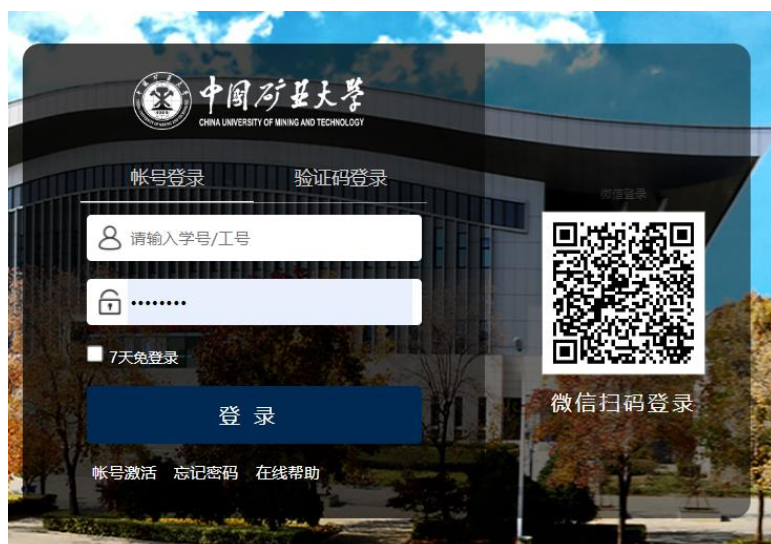 中国矿业大学
CHINA UNIVERSITY OF MINING AND TECHNOLOGY
帐号登录
验证码登录
请输入学号/工号
••••••••
7天免登录
登 录
帐号激活 忘记密码 在线帮助
微信登录
微信扫码登录